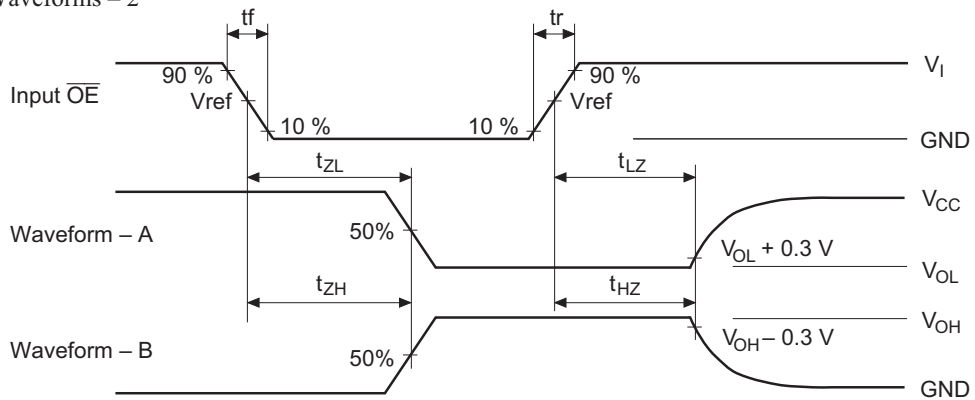 Waveforms – 2
tf
tr
90 %
90 %
V_I
Input O̅E̅
Vref
Vref
10 %
10 %
GND
t_ZL
t_LZ
V_CC
50%
Waveform – A
V_OL + 0.3 V
V_OL
t_ZH
t_HZ
V_OH
V_OH – 0.3 V
Waveform – B
50%
GND